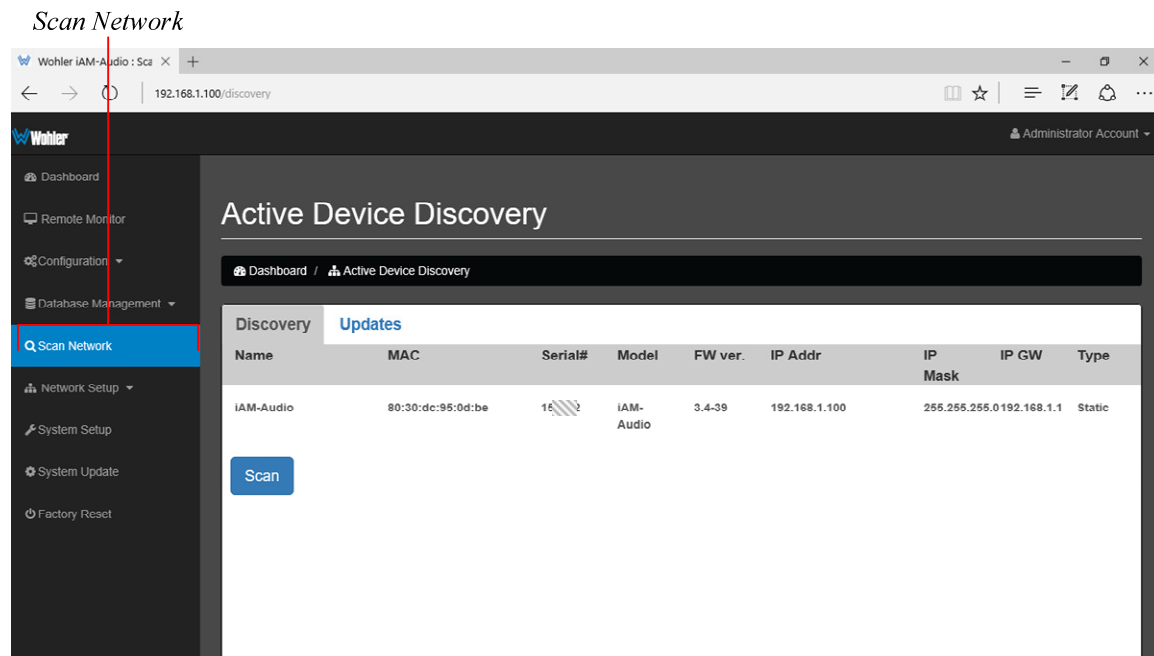 Scan Network
Wohler iAM-Audio : Sca
192.168.1.100/discovery
Wohler
Administrator Account
Dashboard
Remote Monitor
Configuration
Database Management
Scan Network
Network Setup
System Setup
System Update
Factory Reset
Active Device Discovery
Dashboard / Active Device Discovery
Discovery Updates
Name MAC Serial# Model FW ver. IP Addr IP Mask IP GW Type
iAM-Audio 80:30:dc:95:0d:be iAM-Audio 3.4-39 192.168.1.100 255.255.255.0 192.168.1.1 Static
Scan